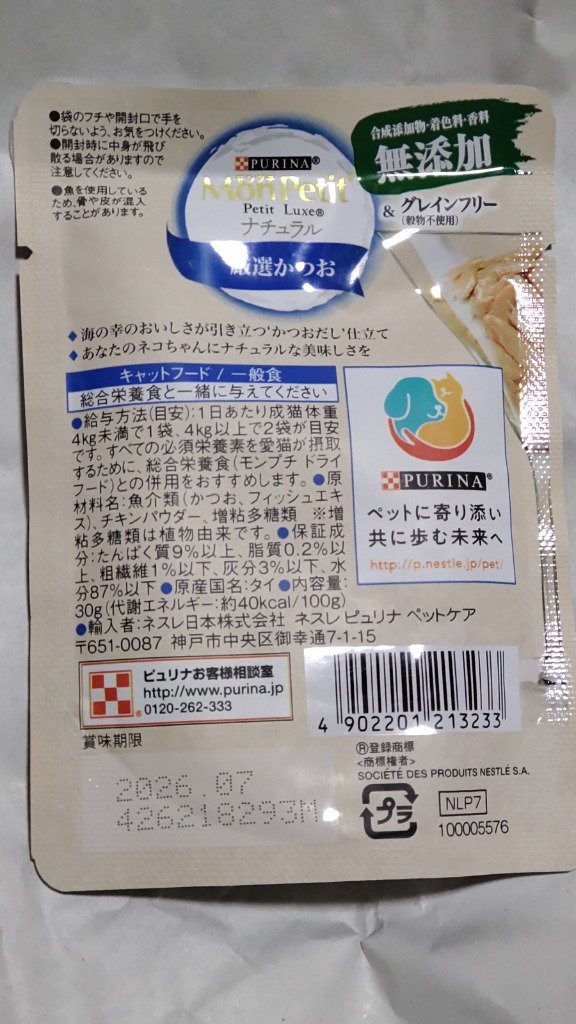 ●袋のフチや開封口で手を
切らないよう、お気をつけください。
●開封時に中身が飛び
散る場合がありますので
注意してください。
●魚を使用している
ため、骨や皮が混入
することがあります。
PURINA®
モンプチ
MonPetit
Petit Luxe®
ナチュラル
厳選かつお
合成添加物・着色料・香料
無添加
& グレインフリー
(穀物不使用)
◆ 海の幸のおいしさが引き立つ‘かつおだし’仕立て
◆ あなたのネコちゃんにナチュラルな美味しさを
キャットフード / 一般食
総合栄養食と一緒に与えてください
●給与方法(目安):1日あたり成猫体重
4kg未満で1袋、4kg以上で2袋が目安
です。すべての必須栄養素を愛猫が摂取
するために、総合栄養食(モンプチ ドライ
フード)との併用をおすすめします。●原
材料名:魚介類(かつお、フィッシュエキ
ス)、チキンパウダー、増粘多糖類 ※増
粘多糖類は植物由来です。●保証成
分:たんぱく質9%以上、脂質0.2%以
上、粗繊維1%以下、灰分3%以下、水
分87%以下●原産国名:タイ●内容量:
30g(代謝エネルギー:約40kcal/100g)
●輸入者:ネスレ日本株式会社 ネスレ ピュリナ ペットケア
〒651-0087 神戸市中央区御幸通7-1-15
PURINA®
ペットに寄り添い
共に歩む未来へ
http://p.nestle.jp/pet/
ピュリナお客様相談室
http://www.purina.jp
0120-262-333
4 902201 213233
賞味期限
2026.07
426218293M
®登録商標
<商標権者>
SOCIÉTÉ DES PRODUITS NESTLÉ S.A.
プラ
NLP7
100005576